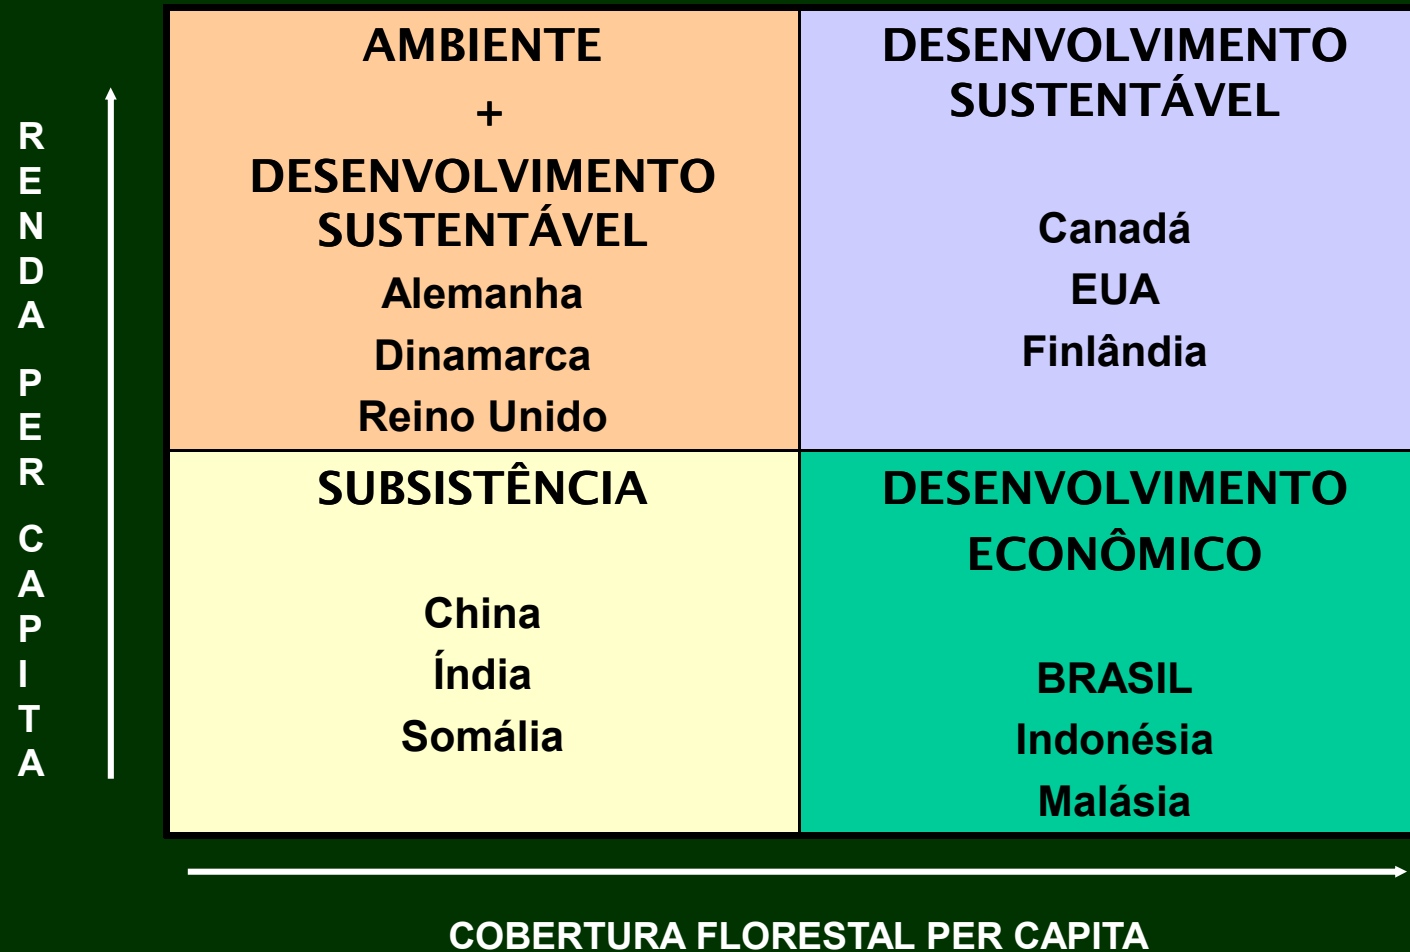 RENDA PER CAPITA
AMBIENTE
+
DESENVOLVIMENTO
SUSTENTÁVEL
Alemanha
Dinamarca
Reino Unido
DESENVOLVIMENTO
SUSTENTÁVEL
Canadá
EUA
Finlândia
SUBSISTÊNCIA
China
Índia
Somália
DESENVOLVIMENTO
ECONÔMICO
BRASIL
Indonésia
Malásia
COBERTURA FLORESTAL PER CAPITA